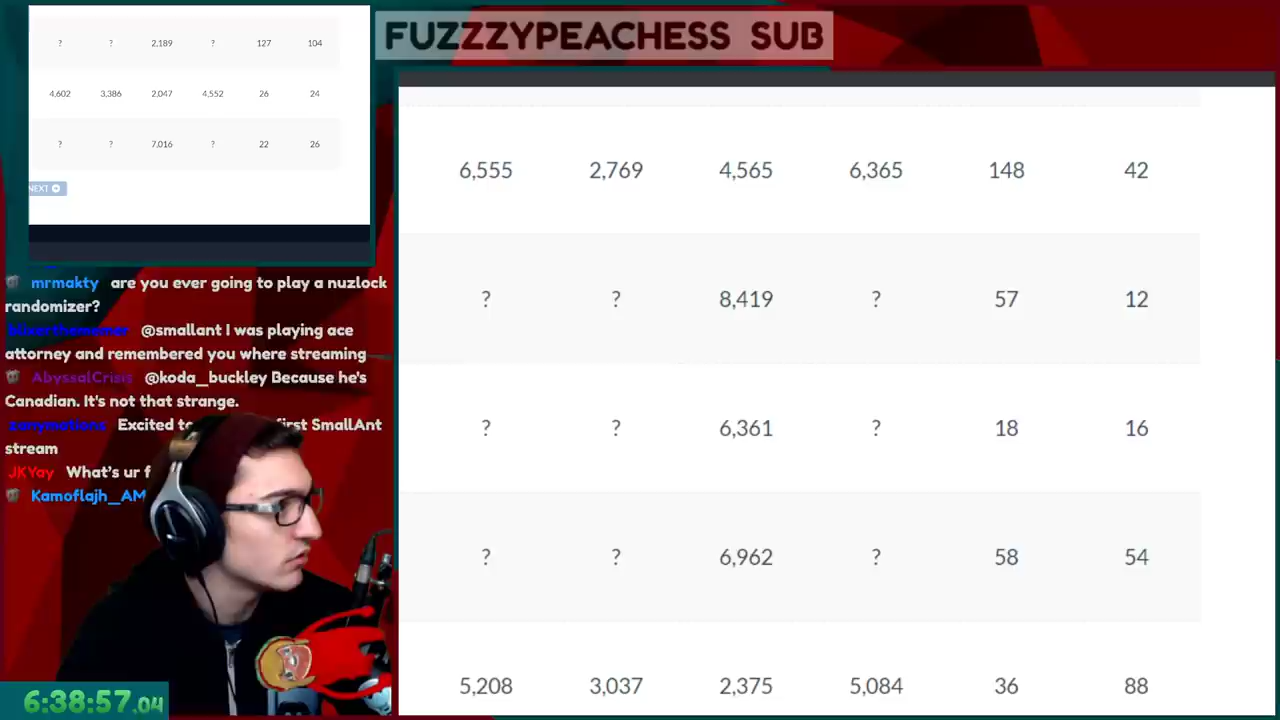 FUZZZYPEACHESS SUB
? ? 2,189 ? 127 104
4,602 3,386 2,047 4,552 26 24
? ? 7,016 ? 22 26
NEXT
6,555 2,769 4,565 6,365 148 42
? ? 8,419 ? 57 12
? ? 6,361 ? 18 16
? ? 6,962 ? 58 54
5,208 3,037 2,375 5,084 36 88
mrmakty are you ever going to play a nuzlock
randomizer?
@smallant I was playing ace
attorney and remembered you where streaming
AbyssalCrisis @koda_buckley Because he's
Canadian. It's not that strange.
zanymotions Excited to first SmallAnt
stream
JKYay What's ur f
Kamoflajh_AM
6:38:57.04